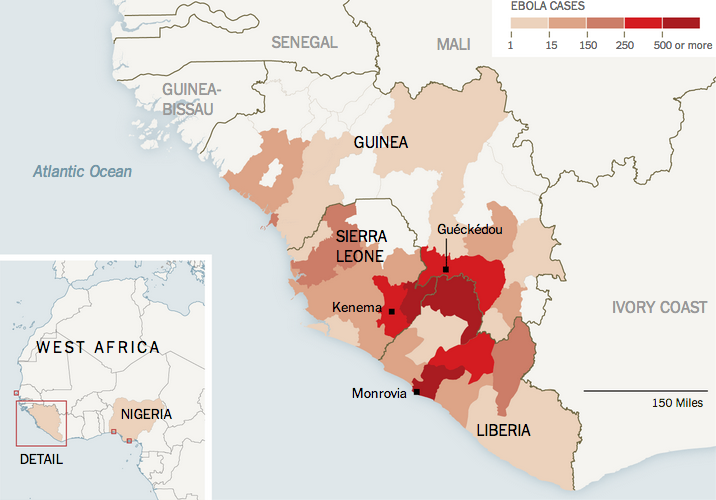 EBOLA CASES
1 15 150 250 500 or more
SENEGAL
MALI
GUINEA-
BISSAU
GUINEA
Atlantic Ocean
Guéckédou
SIERRA
LEONE
Kenema
IVORY COAST
WEST AFRICA
Monrovia
150 Miles
NIGERIA
LIBERIA
DETAIL